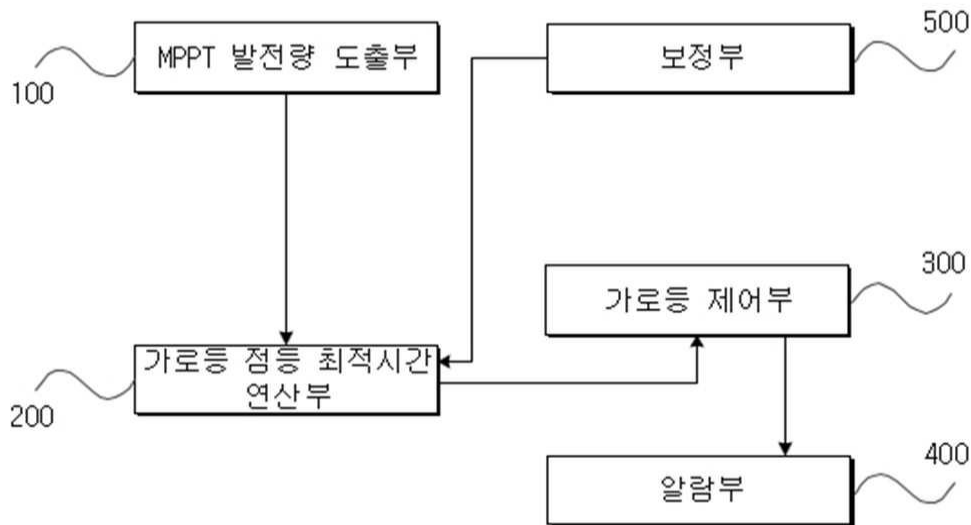 MPPT 발전량 도출부
100
보정부
500
가로등 제어부
300
가로등 점등 최적시간
연산부
200
알람부
400